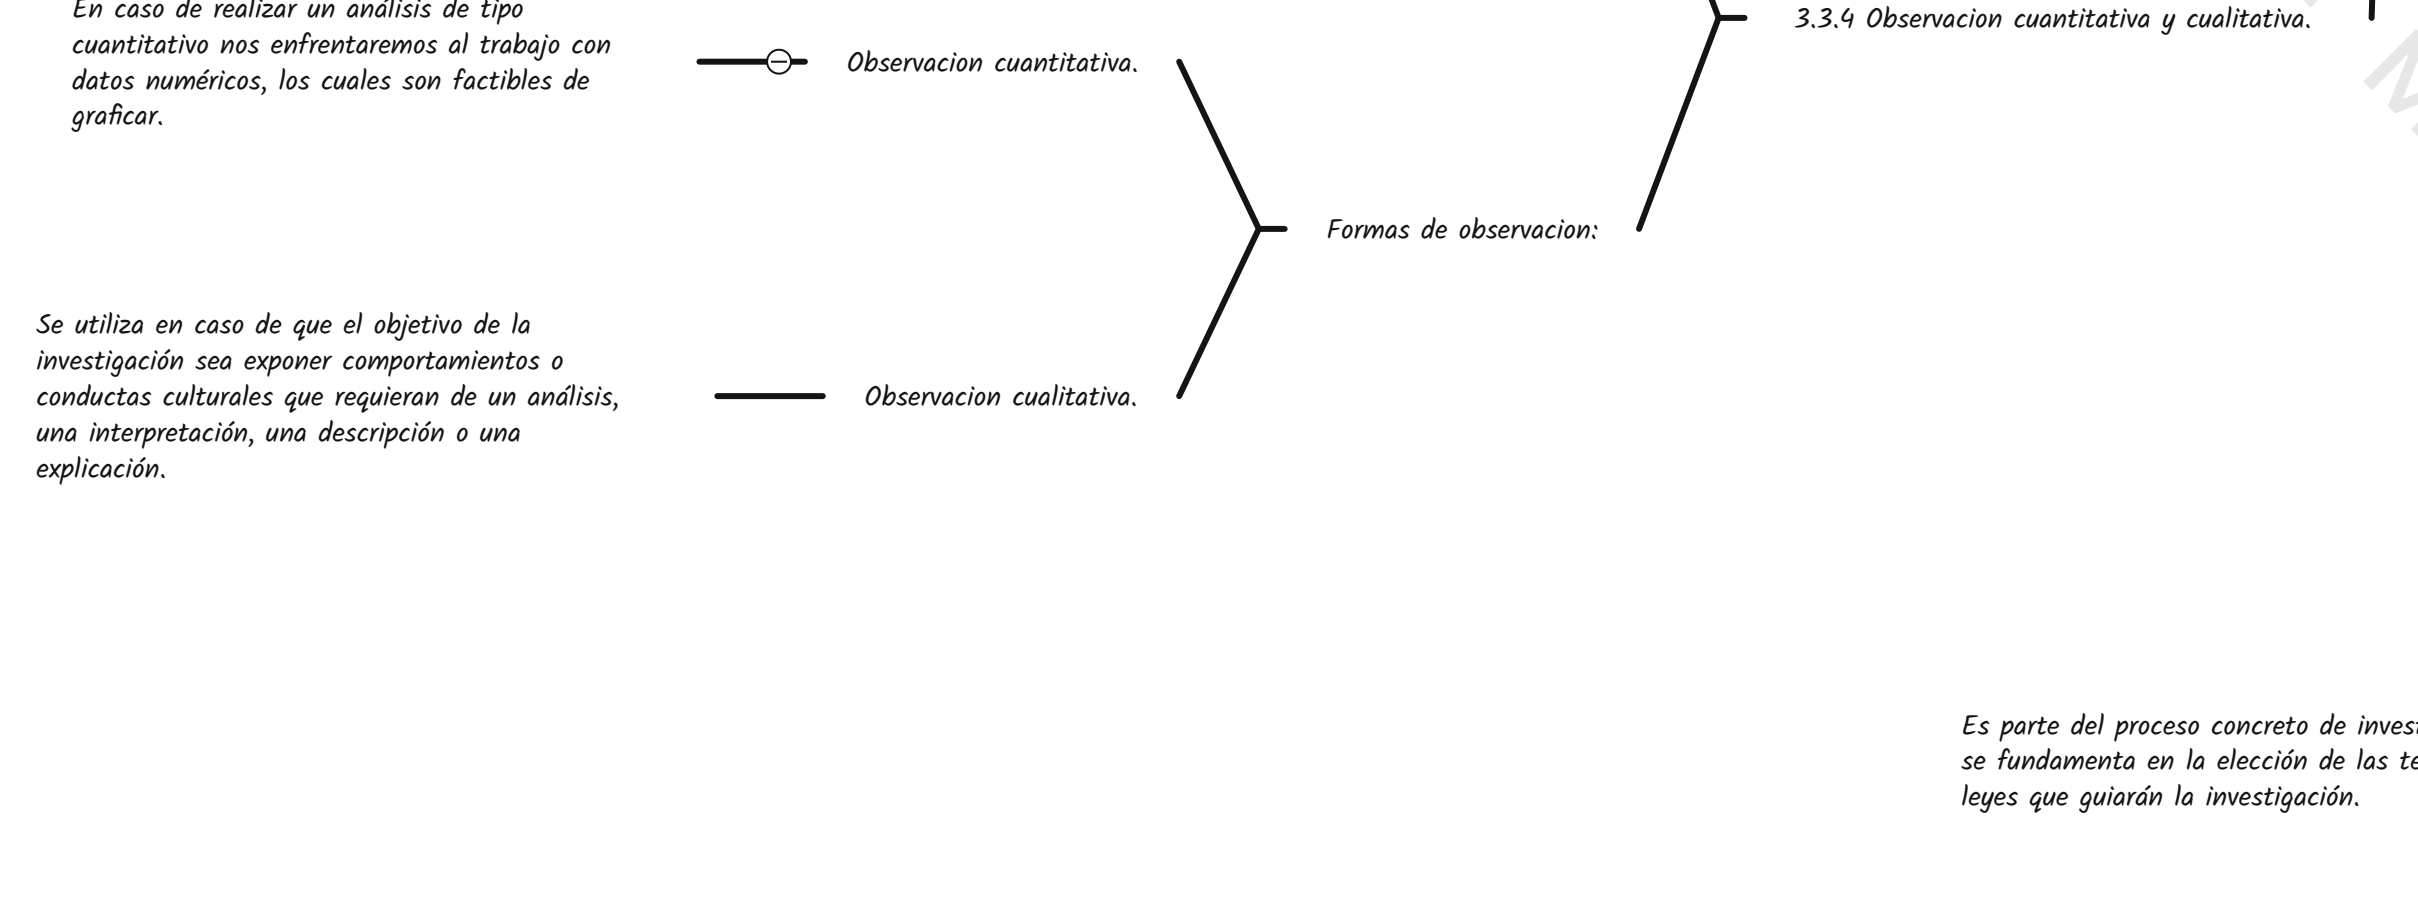 En caso de realizar un análisis de tipo
cuantitativo nos enfrentaremos al trabajo con
datos numéricos, los cuales son factibles de
graficar.
Observacion cuantitativa.
3.3.4 Observacion cuantitativa y cualitativa.
Formas de observacion:
Se utiliza en caso de que el objetivo de la
investigación sea exponer comportamientos o
conductas culturales que requieran de un análisis,
una interpretación, una descripción o una
explicación.
Observacion cualitativa.
Es parte del proceso concreto de
se fundamenta en la elección de las
leyes que guiarán la investigación.